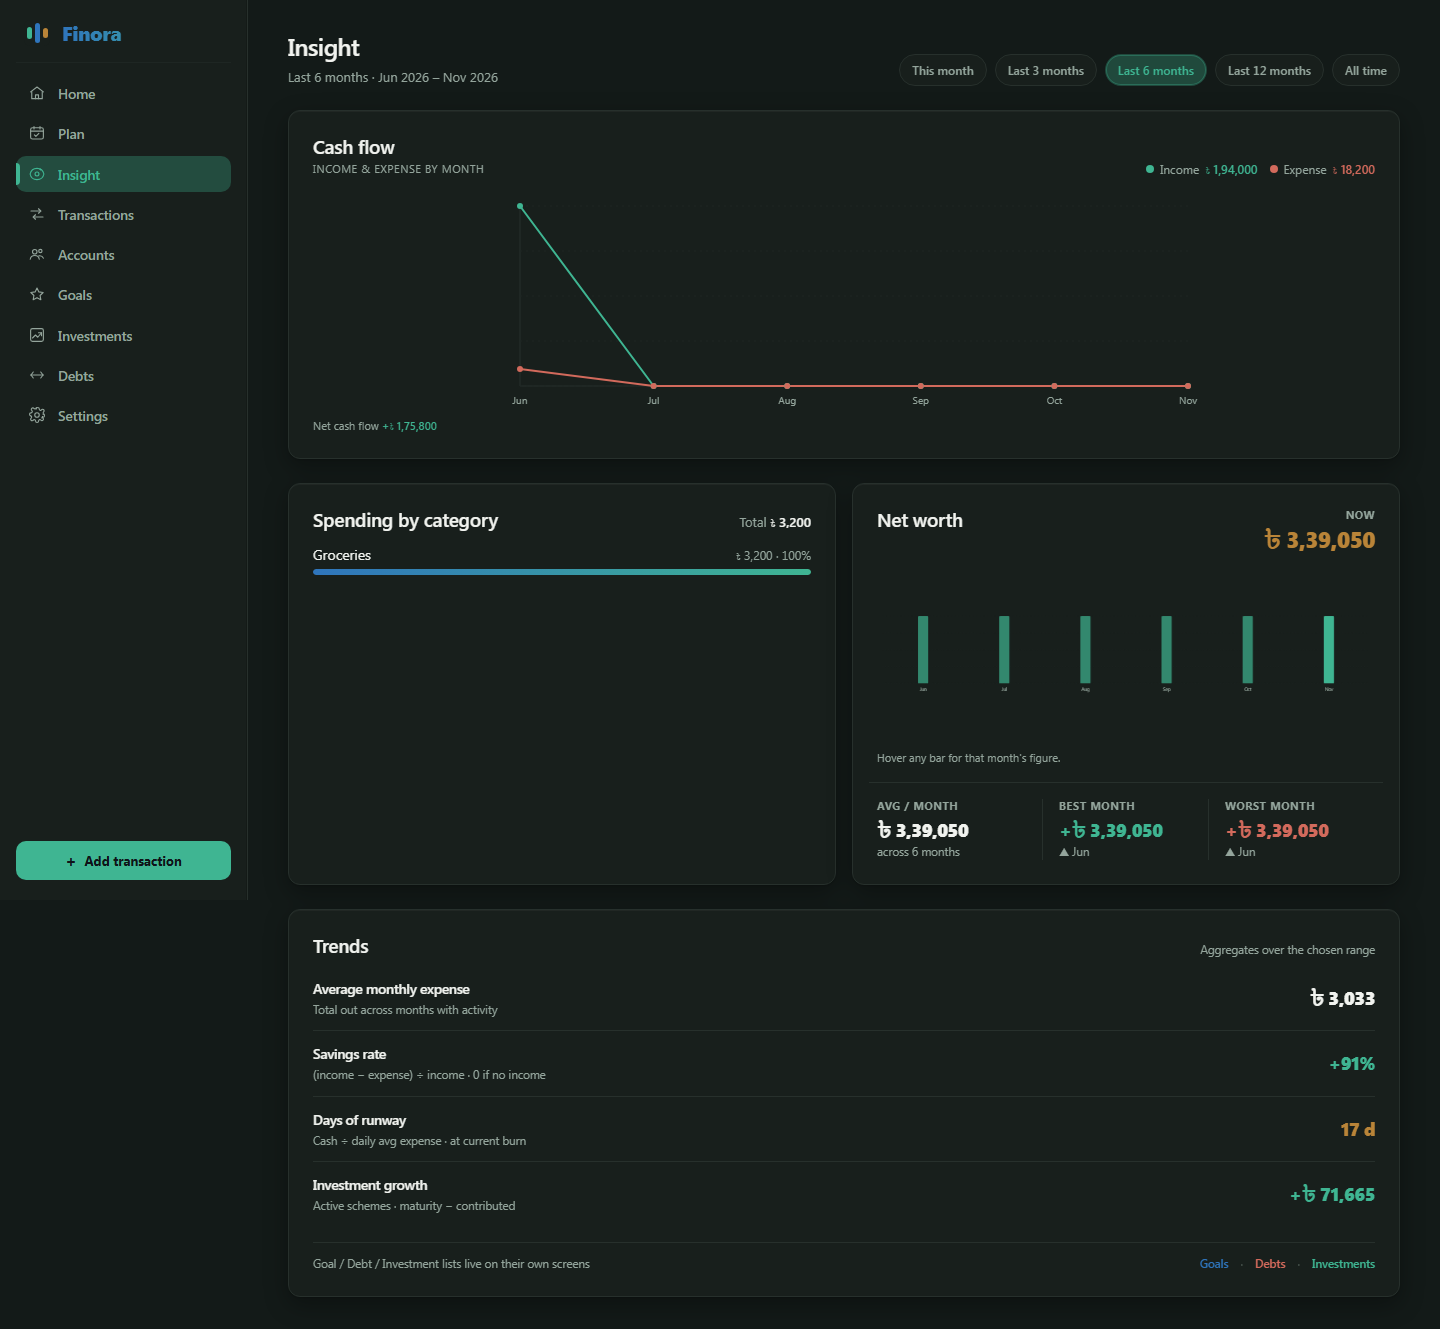 Finora
Home
Plan
Insight
Transactions
Accounts
Goals
Investments
Debts
Settings
+ Add transaction
Insight
Last 6 months · Jun 2026 – Nov 2026
This month
Last 3 months
Last 6 months
Last 12 months
All time
Cash flow
INCOME & EXPENSE BY MONTH
Income ৳ 1,94,000
Expense ৳ 18,200
Jun Jul Aug Sep Oct Nov
Net cash flow +৳ 1,75,800
Spending by category
Total ৳ 3,200
Groceries
৳ 3,200 · 100%
Net worth
NOW
৳ 3,39,050
Jun Jul Aug Sep Oct Nov
Hover any bar for that month's figure.
AVG / MONTH
৳ 3,39,050
across 6 months
BEST MONTH
+৳ 3,39,050
▲ Jun
WORST MONTH
+৳ 3,39,050
▲ Jun
Trends
Aggregates over the chosen range
Average monthly expense
Total out across months with activity
৳ 3,033
Savings rate
(income − expense) ÷ income · 0 if no income
+91%
Days of runway
Cash ÷ daily avg expense · at current burn
17 d
Investment growth
Active schemes · maturity − contributed
+৳ 71,665
Goal / Debt / Investment lists live on their own screens
Goals · Debts · Investments